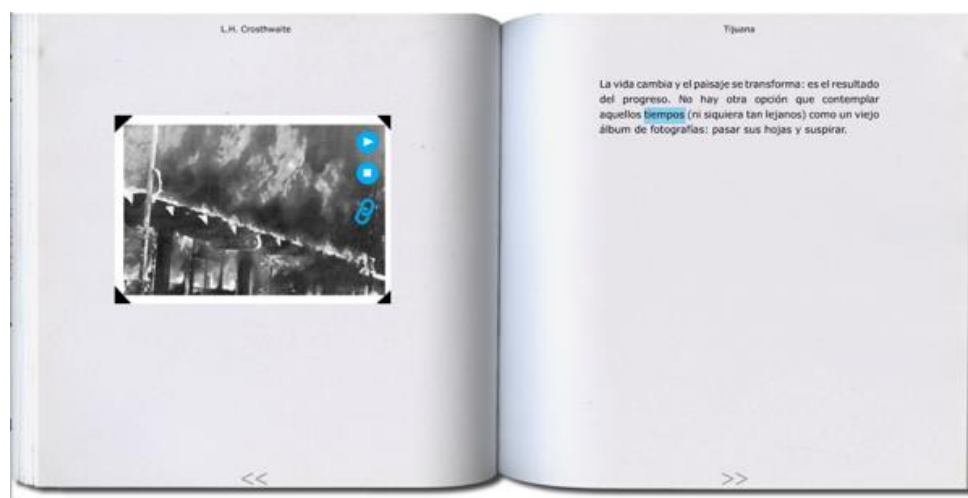 L.H. Crosthwaite
Tijuana
La vida cambia y el paisaje se transforma: es el resultado
del progreso. No hay otra opción que contemplar
aquellos tiempos (ni siquiera tan lejanos) como un viejo
álbum de fotografías: pasar sus hojas y suspirar.
<<
>>